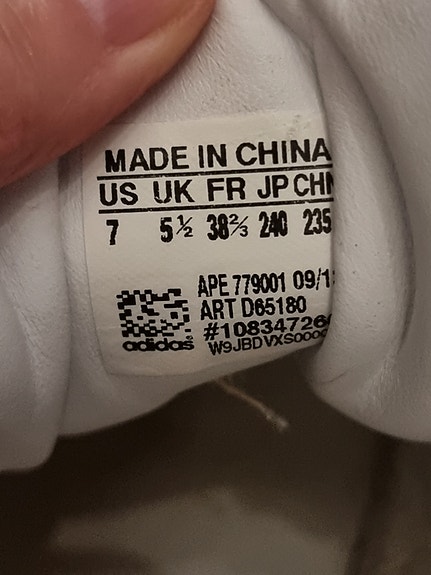 MADE IN CHINA
US UK FR JP CHN
7 5½ 38⅔ 240 235
APE 779001 09/1
ART D65180
#108347260
adidas
W9JBDVXS000